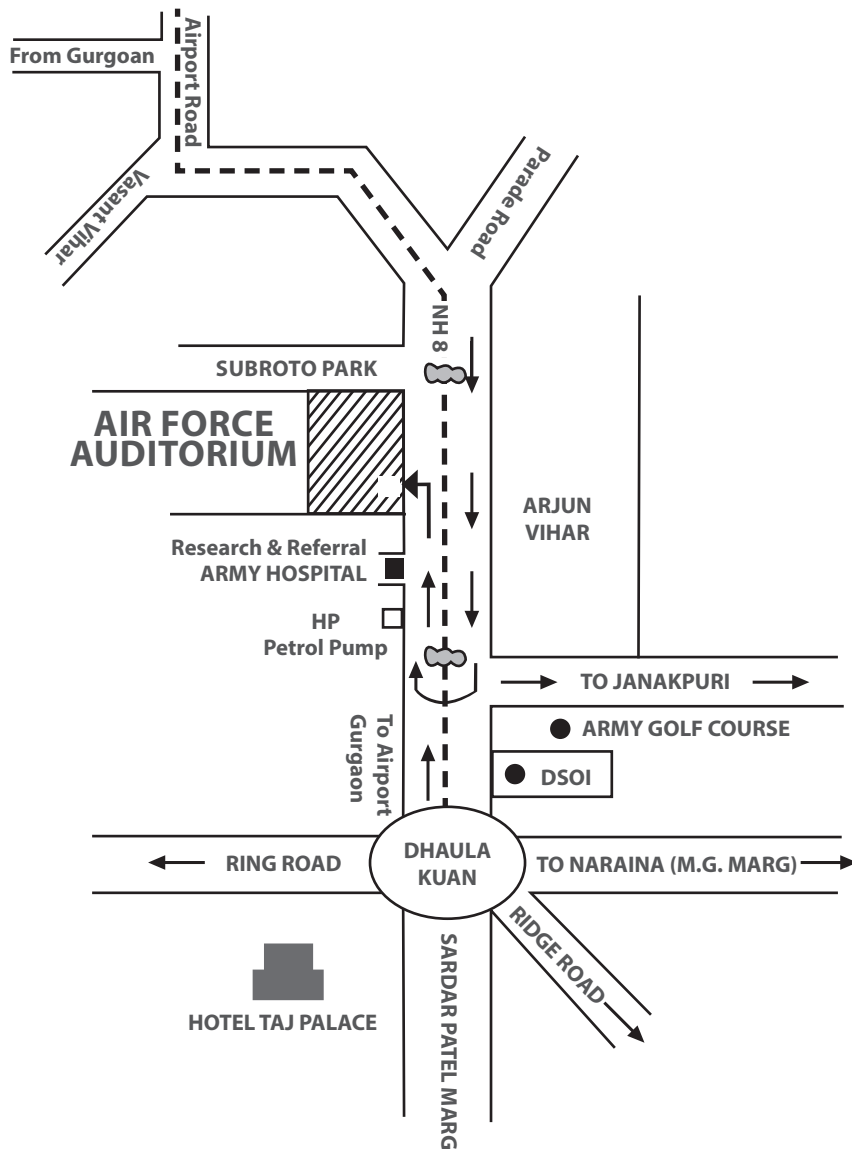 From Gurgoan
Airport Road
Vasant Vihar
Parade Road
NH 8
SUBROTO PARK
AIR FORCE
AUDITORIUM
ARJUN
VIHAR
Research & Referral
ARMY HOSPITAL
HP
Petrol Pump
TO JANAKPURI
To Airport
Gurgaon
ARMY GOLF COURSE
DSOI
RING ROAD
DHAULA
KUAN
TO NARAINA (M.G. MARG)
RIDGE ROAD
SARDAR PATEL MARG
HOTEL TAJ PALACE